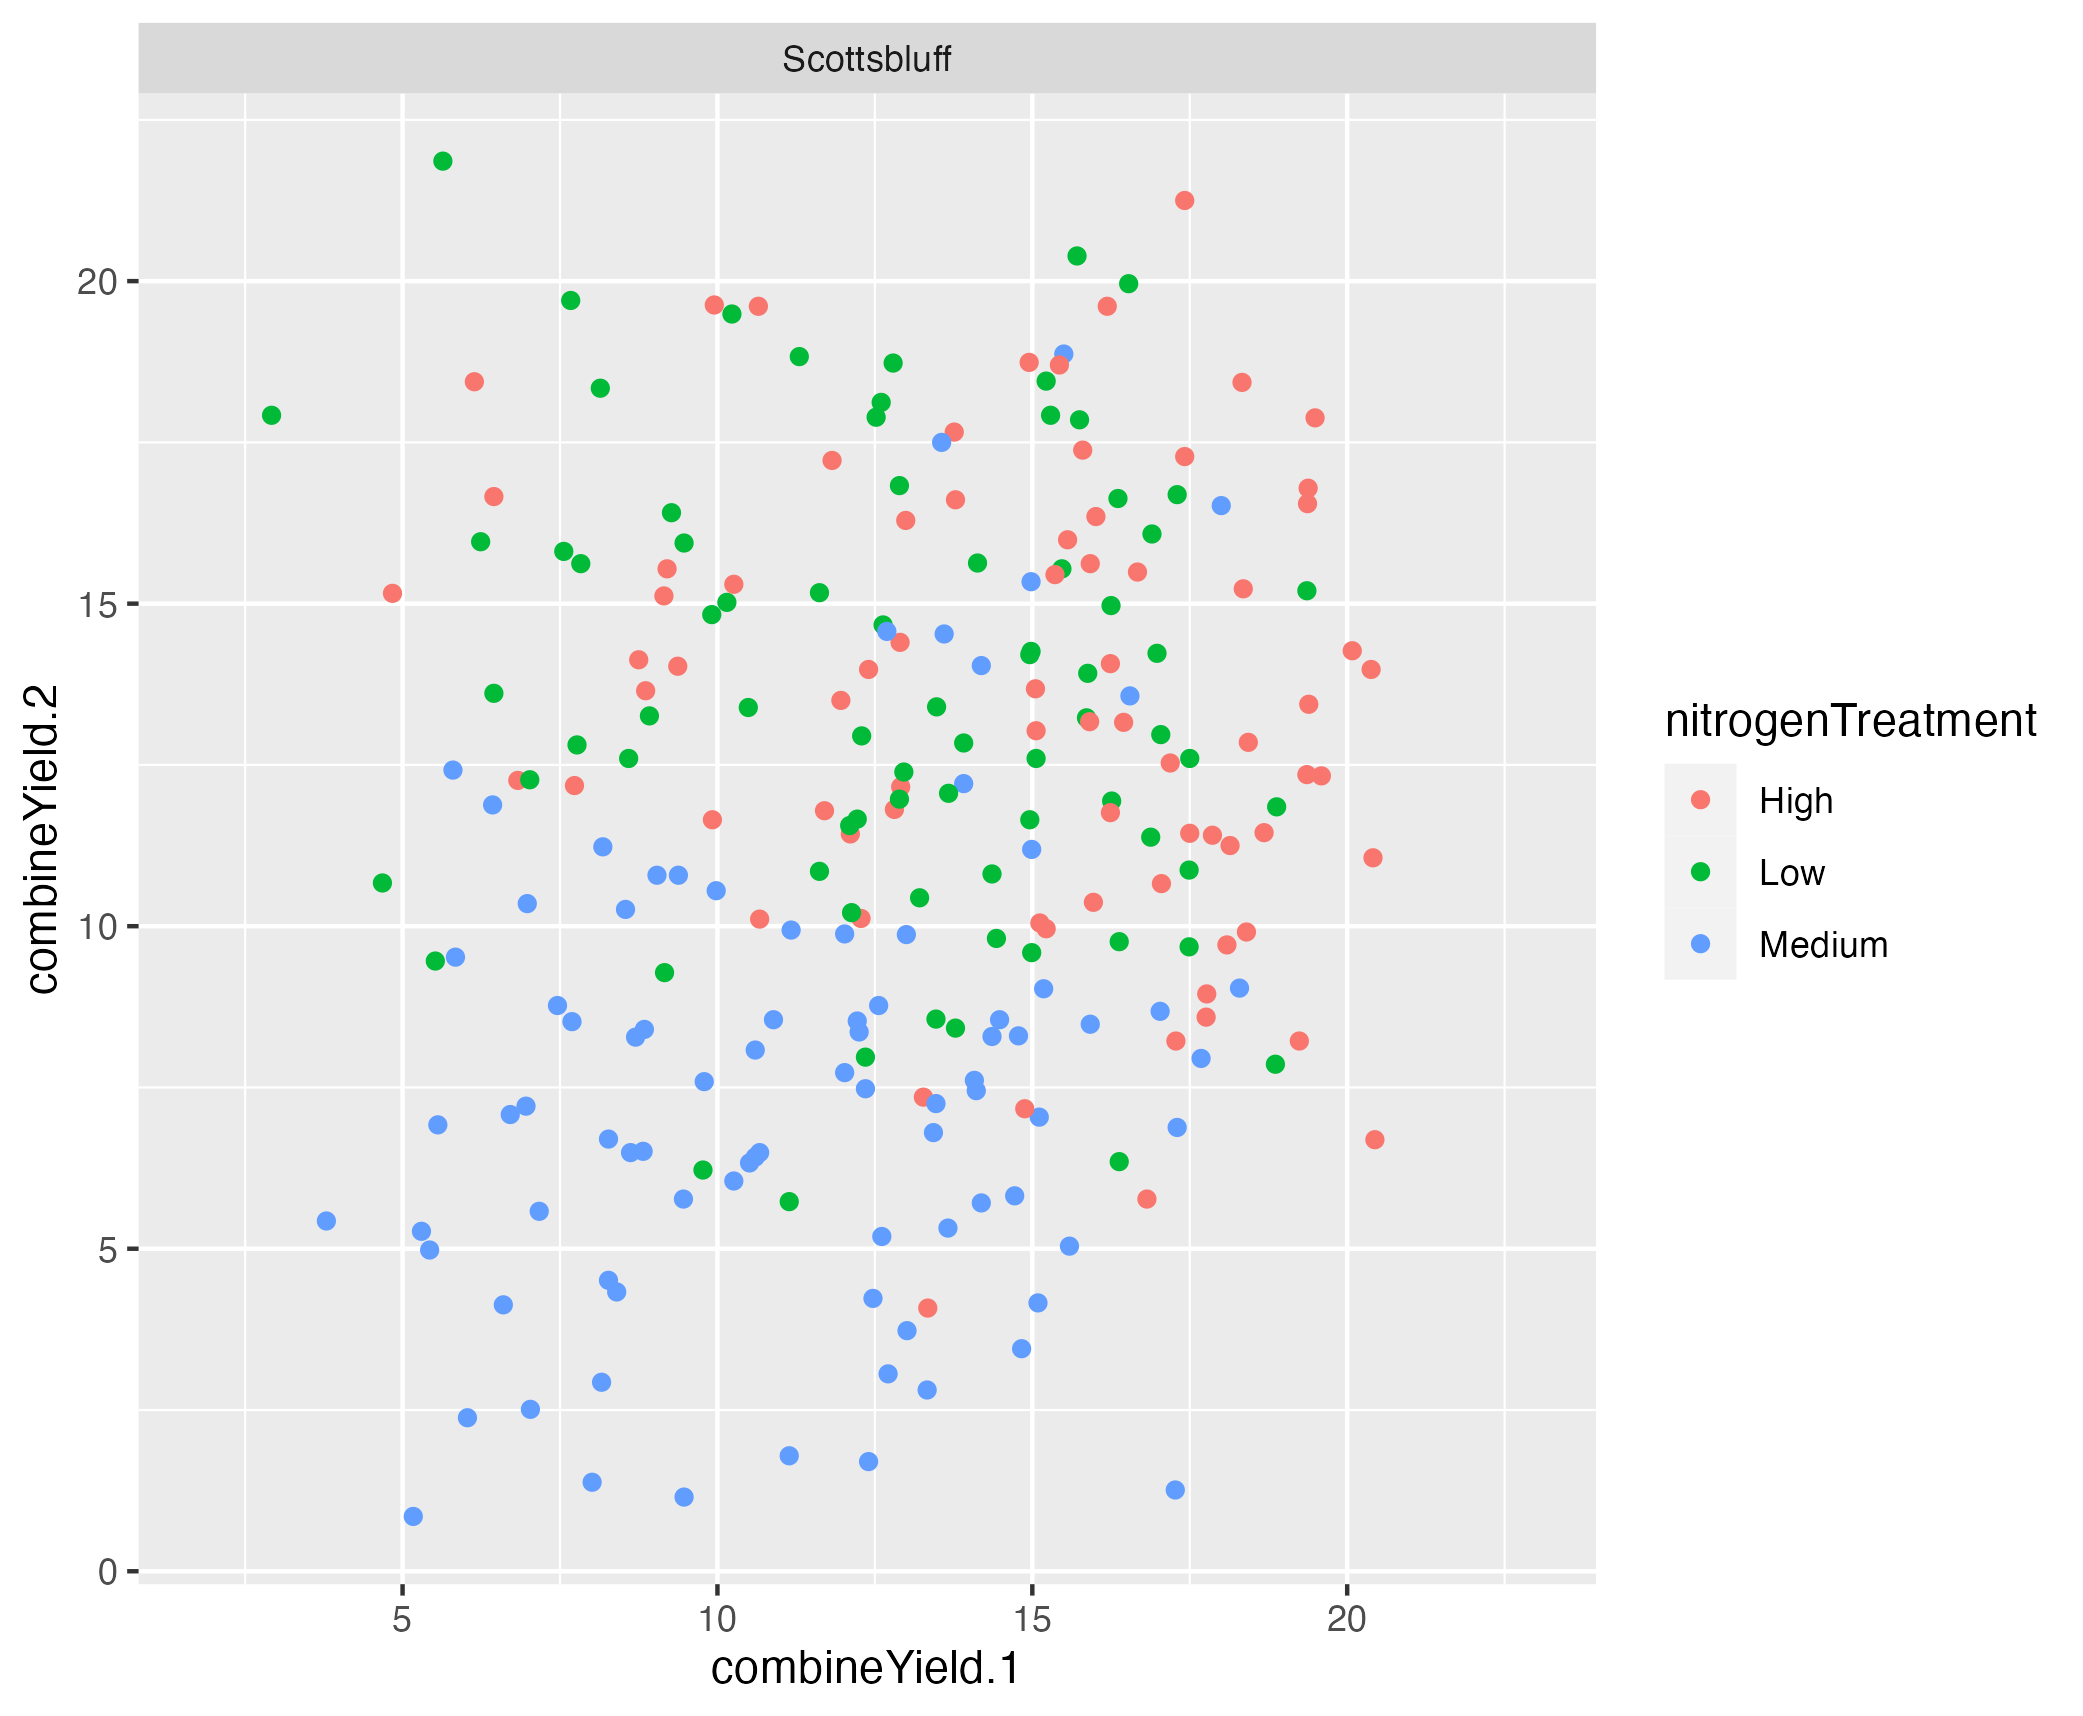 Scottsbluff
20
15
10
5
0
combineYield.2
5 10 15 20
combineYield.1
nitrogenTreatment
High
Low
Medium